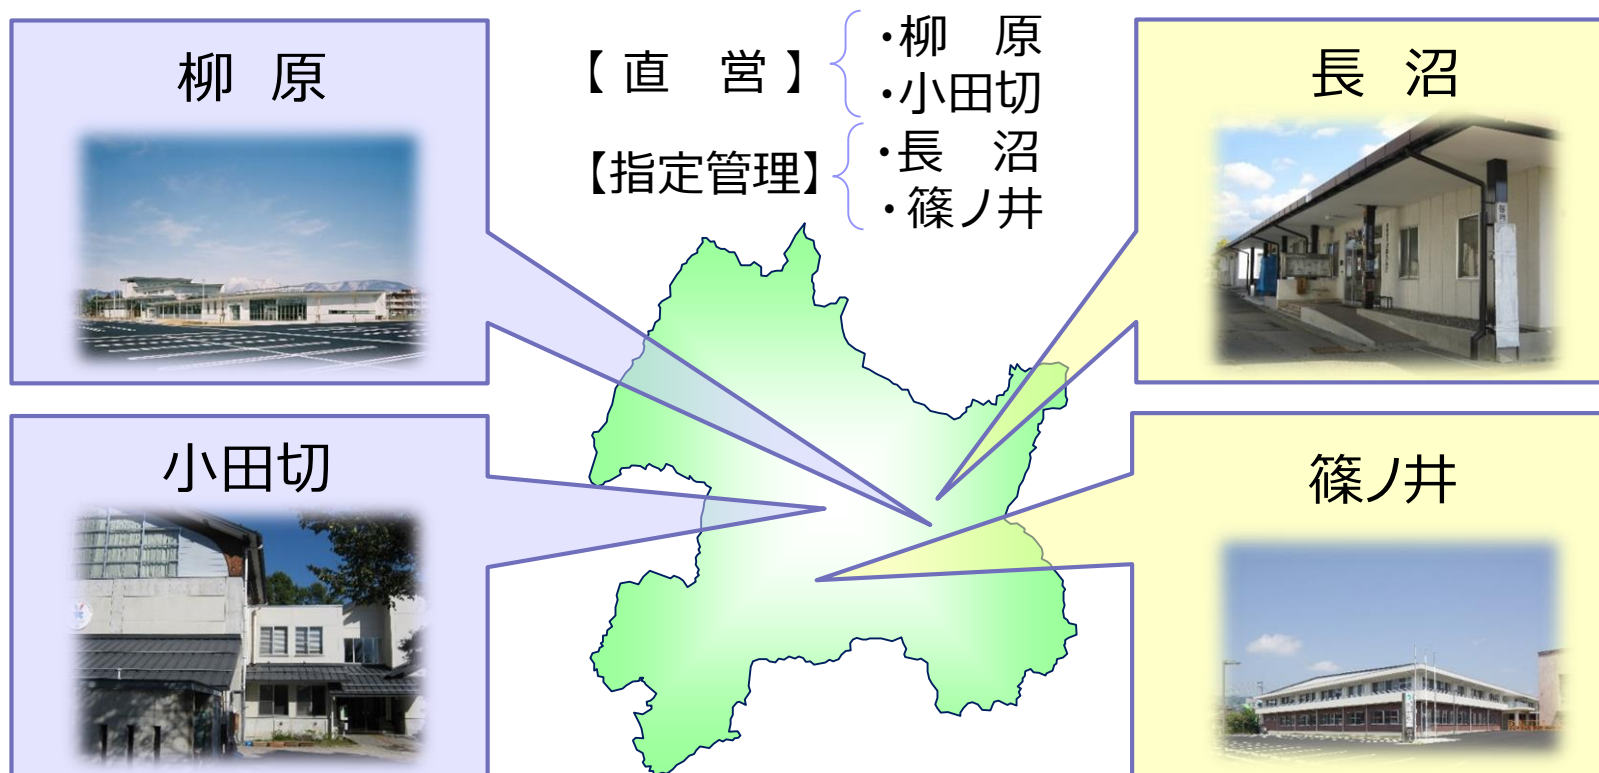 柳　原
【 直　営 】
・柳　原
・小田切
【指定管理】
・長　沼
・篠ノ井
長　沼
小田切
篠ノ井